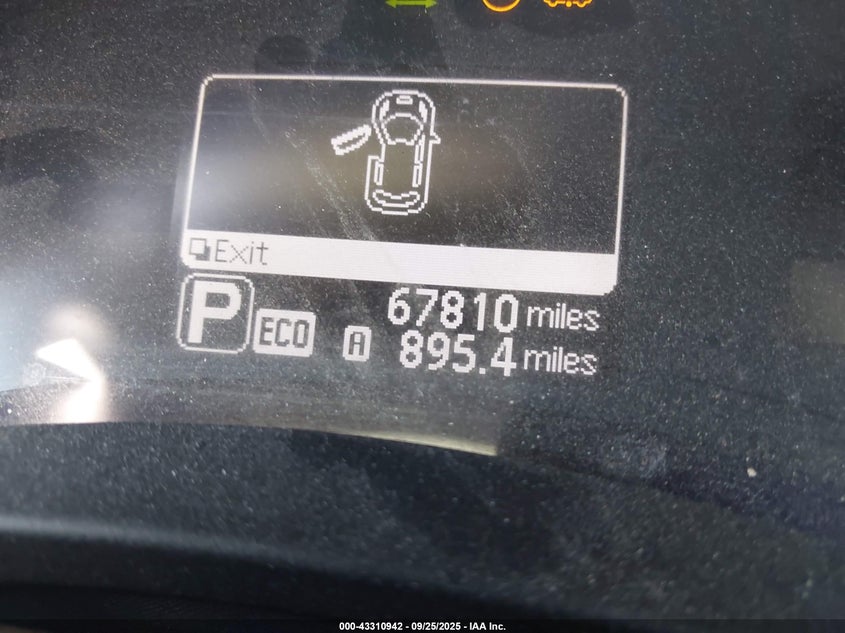 Exit
P ECO 67810 miles
A 895.4 miles
000-43310942 - 09/25/2025 - IAA Inc.